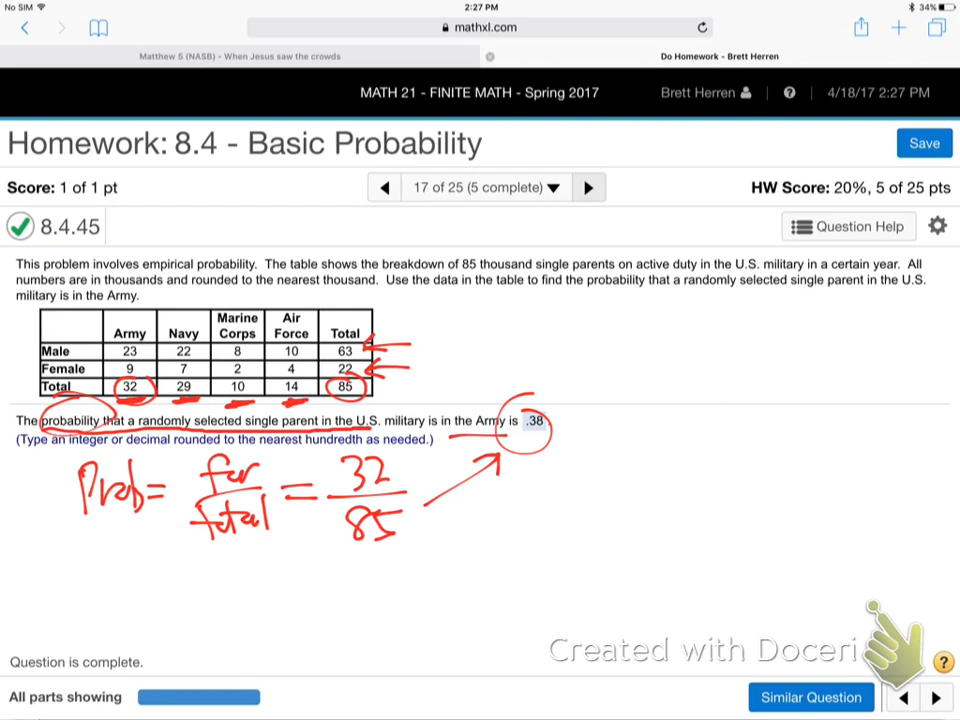 No SIM 2:27 PM 34%
mathxl.com
Matthew 5 (NASB) - When Jesus saw the crowds Do Homework - Brett Herren
MATH 21 - FINITE MATH - Spring 2017 Brett Herren ? 4/18/17 2:27 PM
Homework: 8.4 - Basic Probability Save
Score: 1 of 1 pt 17 of 25 (5 complete) HW Score: 20%, 5 of 25 pts
8.4.45 Question Help
This problem involves empirical probability. The table shows the breakdown of 85 thousand single parents on active duty in the U.S. military in a certain year. All
numbers are in thousands and rounded to the nearest thousand. Use the data in the table to find the probability that a randomly selected single parent in the U.S.
military is in the Army.
Marine Air
Army Navy Corps Force Total
Male 23 22 8 10 63
Female 9 7 2 4 22
Total 32 29 10 14 85
The probability that a randomly selected single parent in the U.S. military is in the Army is .38.
(Type an integer or decimal rounded to the nearest hundredth as needed.)
Prob = fav / total = 32 / 85
Created with Doceri
Question is complete. ?
All parts showing Similar Question